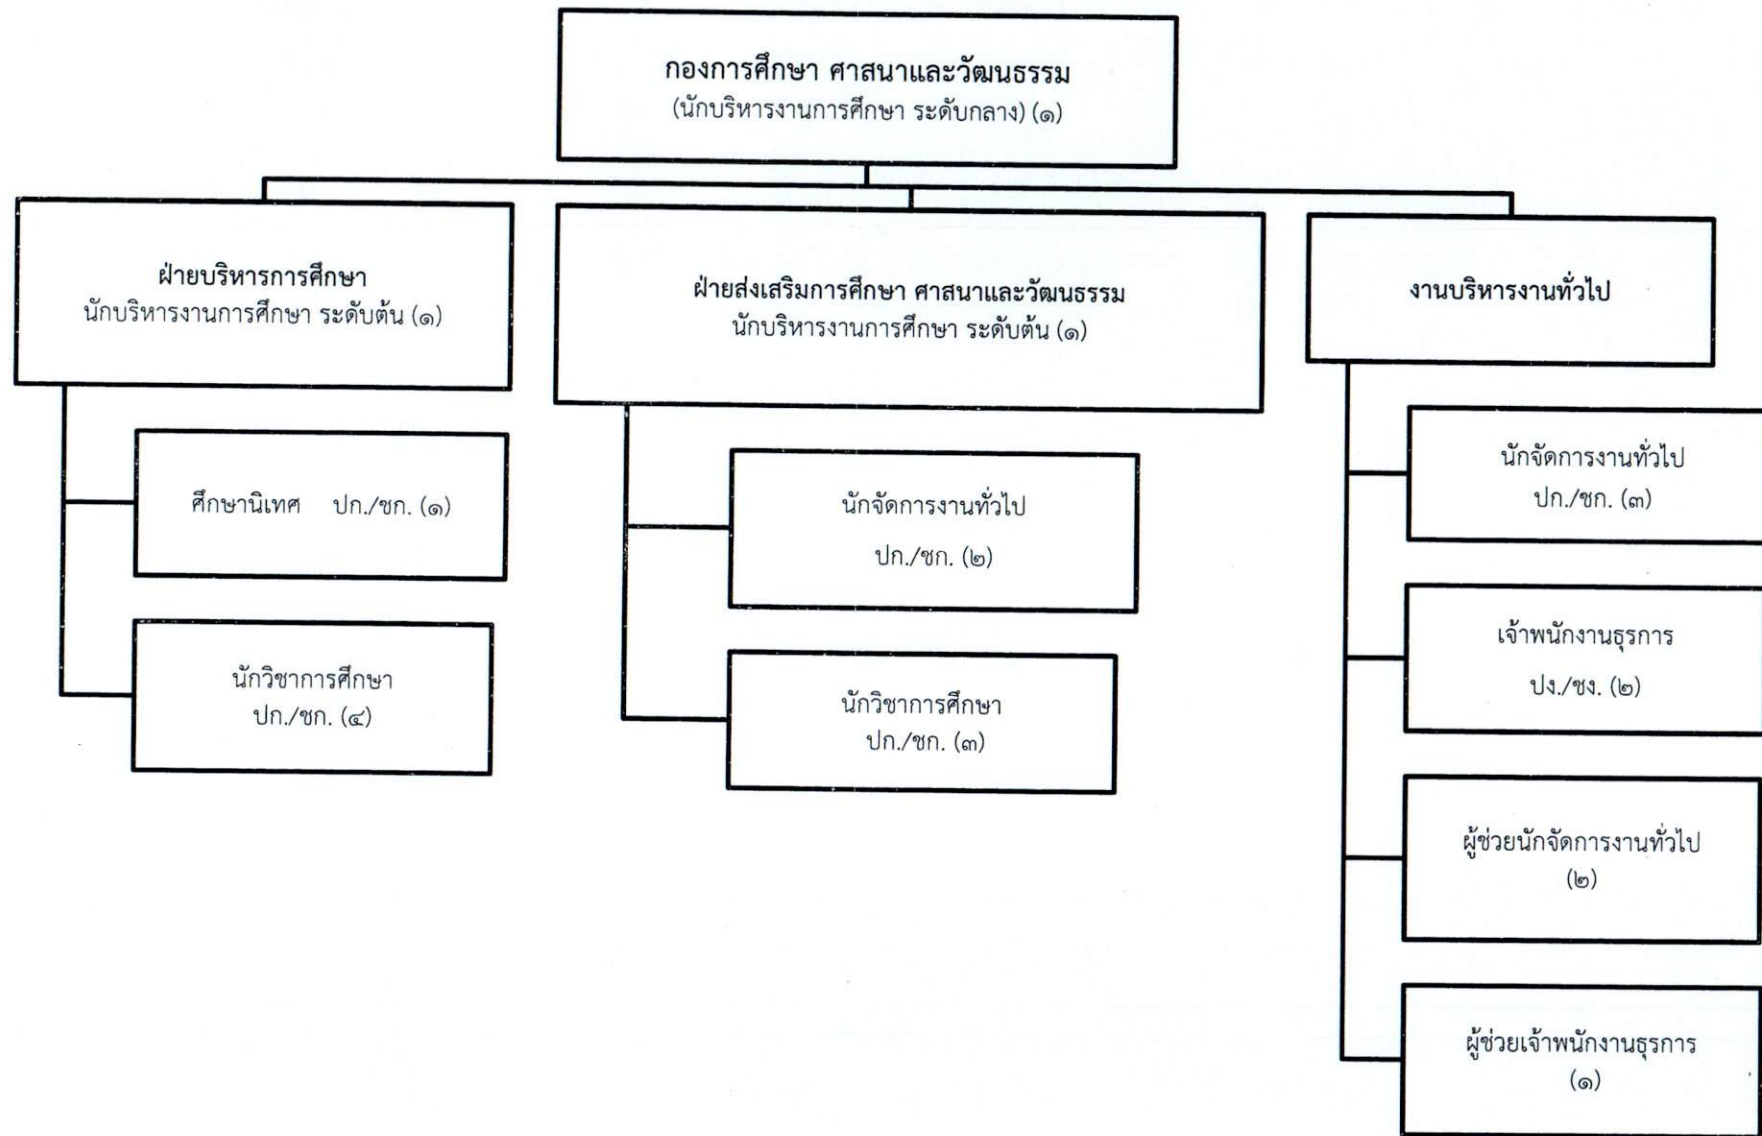 กองการศึกษา ศาสนาและวัฒนธรรม
(นักบริหารงานการศึกษา ระดับกลาง) (๑)
ฝ่ายบริหารการศึกษา
นักบริหารงานการศึกษา ระดับต้น (๑)
ศึกษานิเทศ ปก./ชก. (๑)
นักวิชาการศึกษา
ปก./ชก. (๔)
ฝ่ายส่งเสริมการศึกษา ศาสนาและวัฒนธรรม
นักบริหารงานการศึกษา ระดับต้น (๑)
นักจัดการงานทั่วไป
ปก./ชก. (๒)
นักวิชาการศึกษา
ปก./ชก. (๓)
งานบริหารงานทั่วไป
นักจัดการงานทั่วไป
ปก./ชก. (๓)
เจ้าพนักงานธุรการ
ปง./ชง. (๒)
ผู้ช่วยนักจัดการงานทั่วไป
(๒)
ผู้ช่วยเจ้าพนักงานธุรการ
(๑)